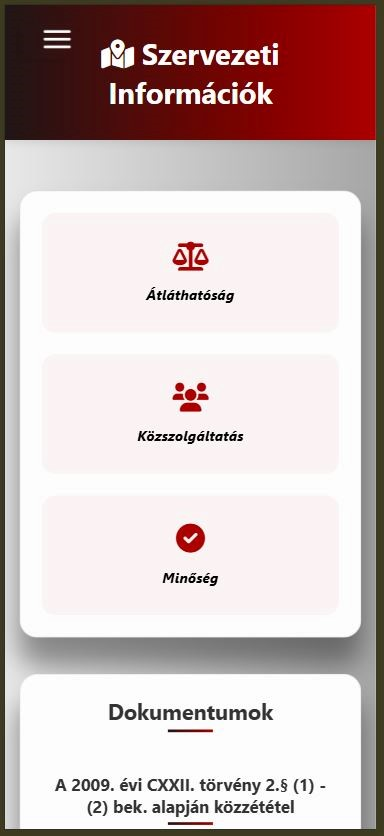 Szervezeti
Információk
Átláthatóság
Közszolgáltatás
Minőség
Dokumentumok
A 2009. évi CXXII. törvény 2.§ (1) -
(2) bek. alapján közzététel